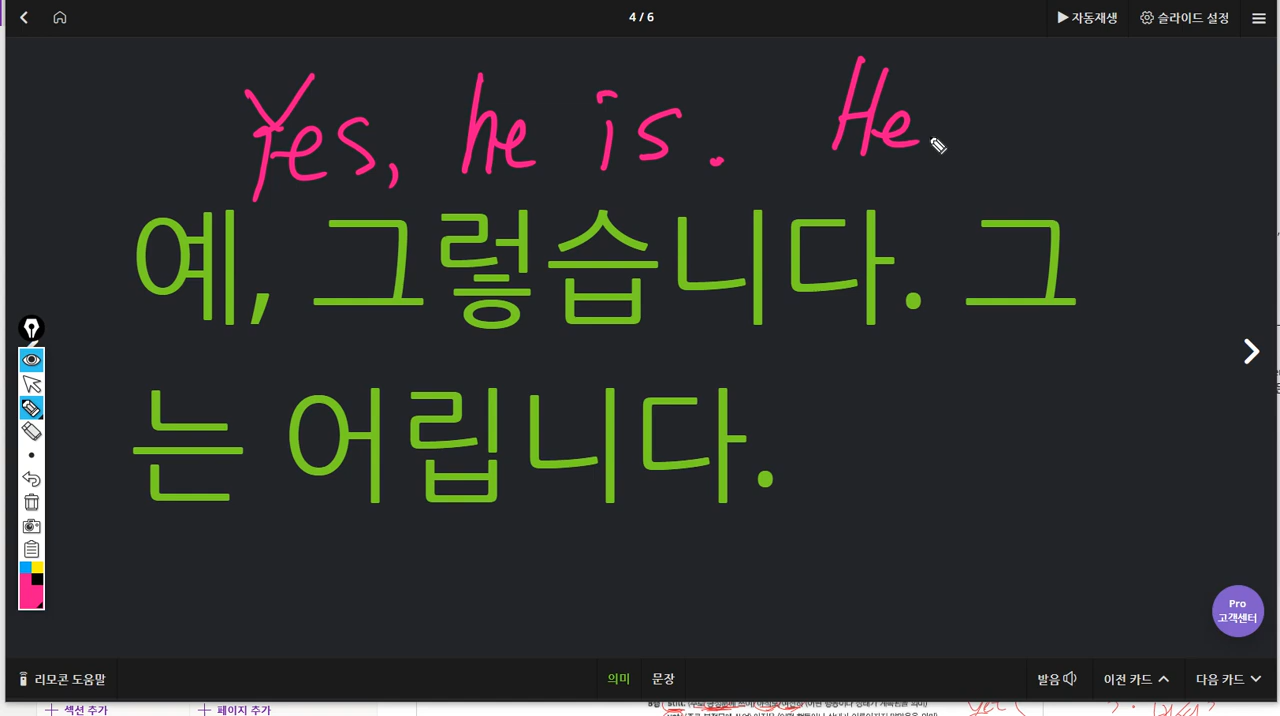 4 / 6
자동재생
슬라이드 설정
Yes, he is. He
예, 그렇습니다. 그
는 어립니다.
Pro
고객센터
리모콘 도움말
의미
문장
발음
이전 카드
다음 카드
섹션 추가
페이지 추가